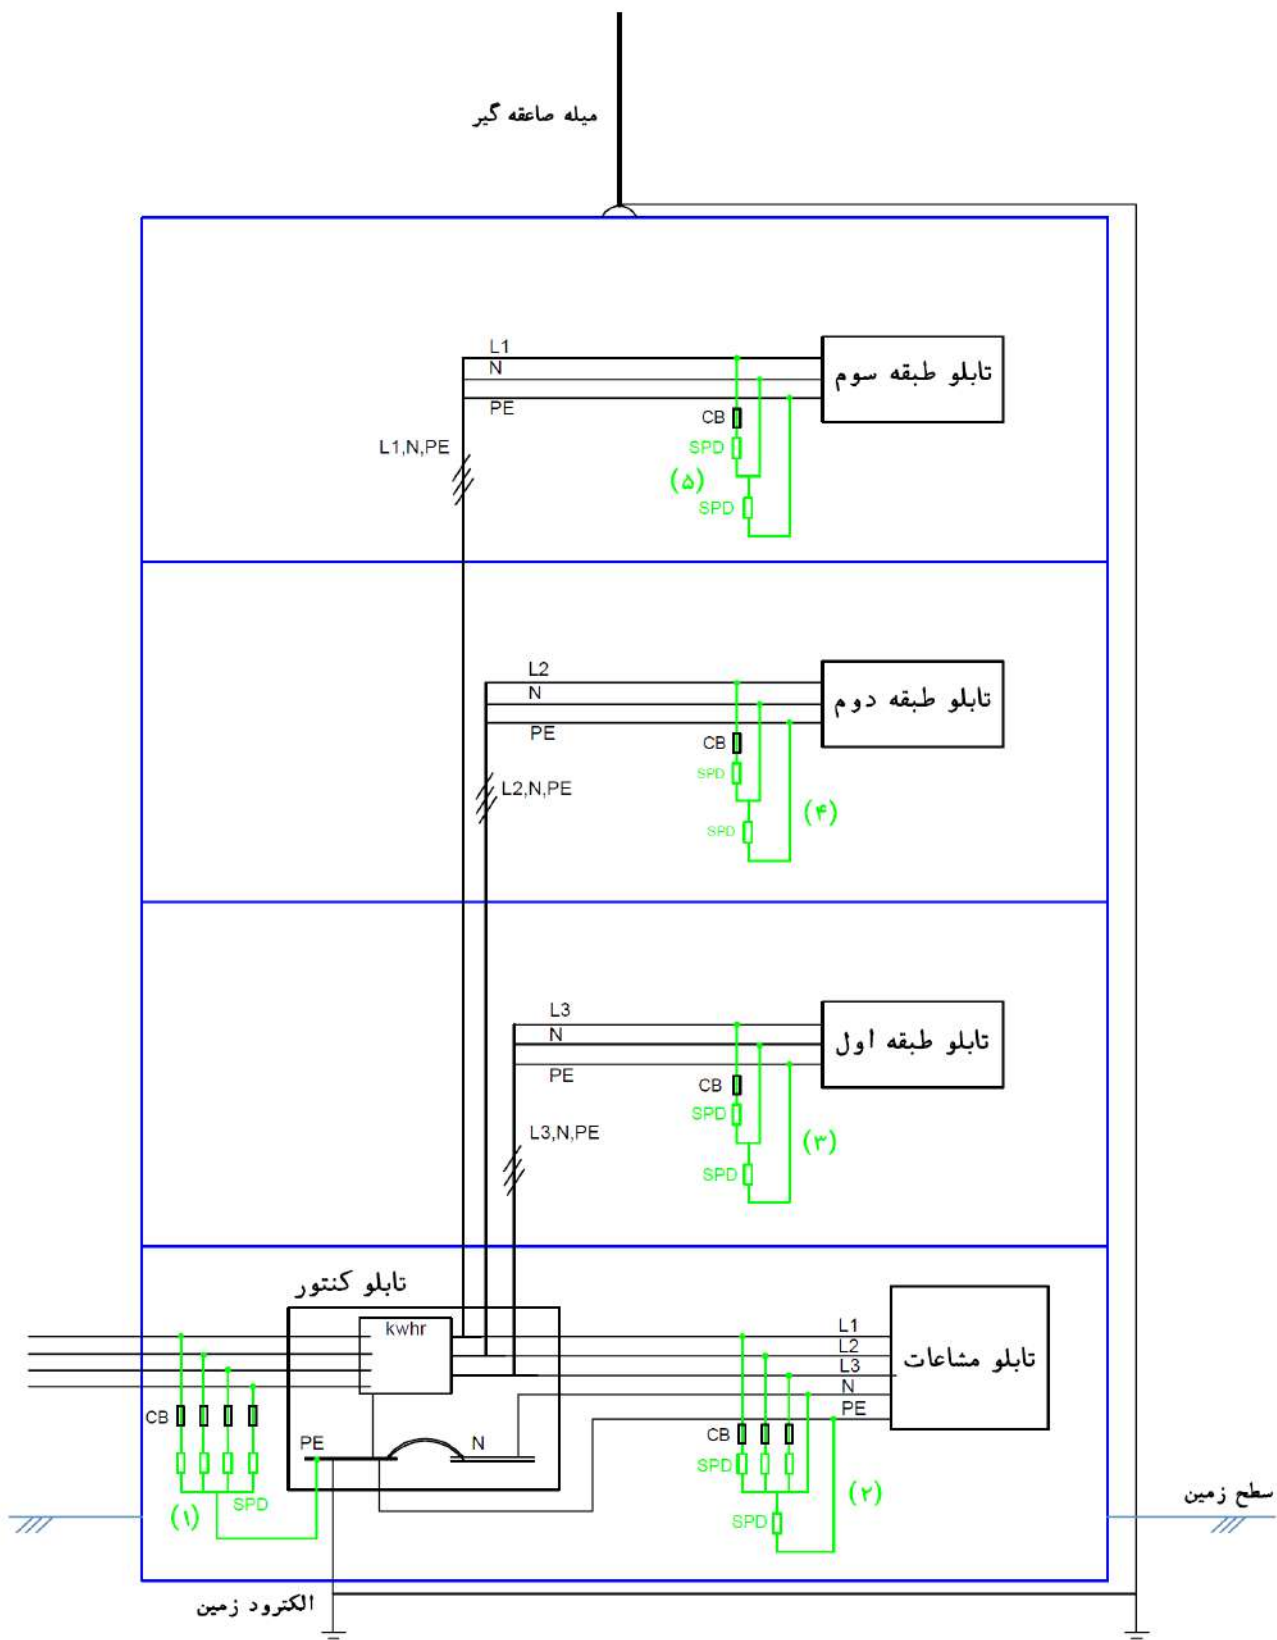 میله صاعقه گیر
L1
N
PE
تابلو طبقه سوم
CB
L1,N,PE
SPD
(۵)
SPD
L2
N
PE
تابلو طبقه دوم
CB
SPD
L2,N,PE
(۴)
SPD
L3
N
PE
تابلو طبقه اول
CB
SPD
L3,N,PE
(۳)
SPD
تابلو کنتور
kwhr
L1
L2
L3
N
PE
تابلو مشاعات
CB
PE
N
CB
SPD
SPD
(۱)
(۲)
SPD
سطح زمین
الکترود زمین